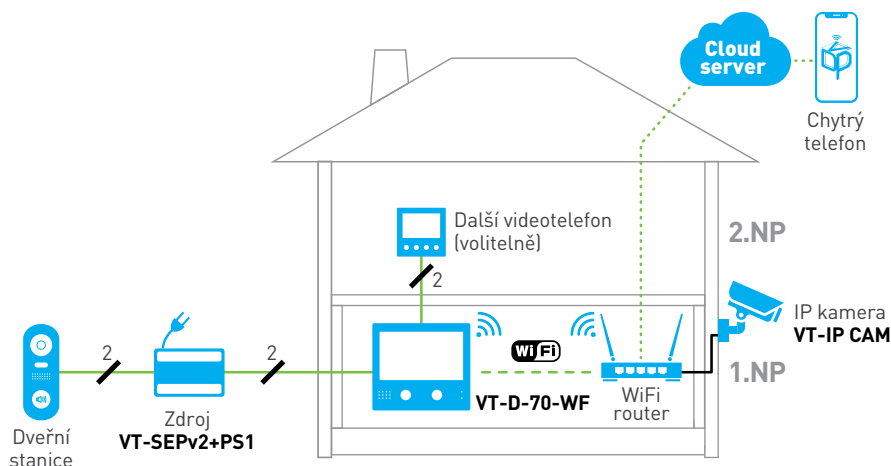 Cloud
server
Chytrý
telefon
Další videotelefon
(volitelně)
2.NP
2
IP kamera
VT-IP CAM
WiFi
2
2
1.NP
VT-D-70-WF
WiFi
router
Zdroj
VT-SEPv2+PS1
Dveřní
stanice